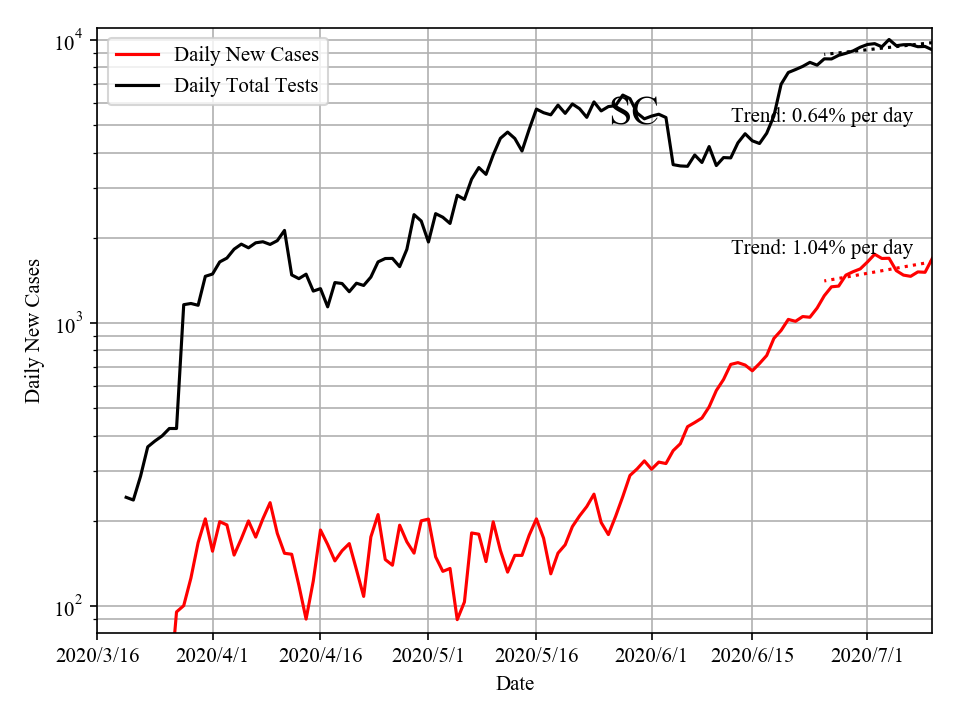 10^4
Daily New Cases
Daily Total Tests
SC
Trend: 0.64% per day
Trend: 1.04% per day
10^3
10^2
Daily New Cases
2020/3/16 2020/4/1 2020/4/16 2020/5/1 2020/5/16 2020/6/1 2020/6/15 2020/7/1
Date